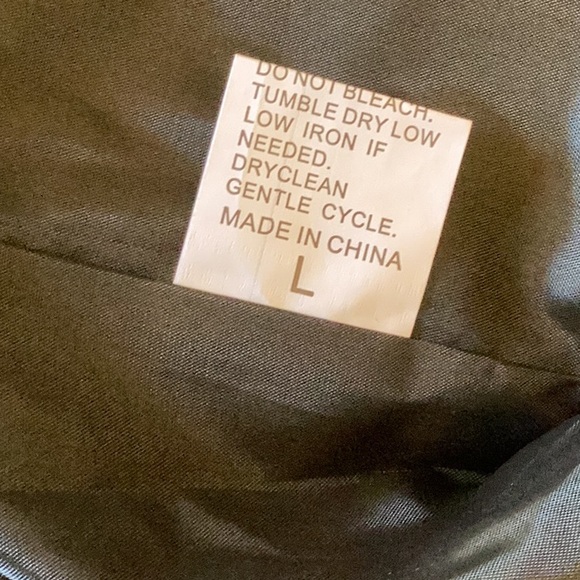 DO NOT BLEACH.
TUMBLE DRY LOW
LOW IRON IF
NEEDED.
DRYCLEAN
GENTLE CYCLE.
MADE IN CHINA
L